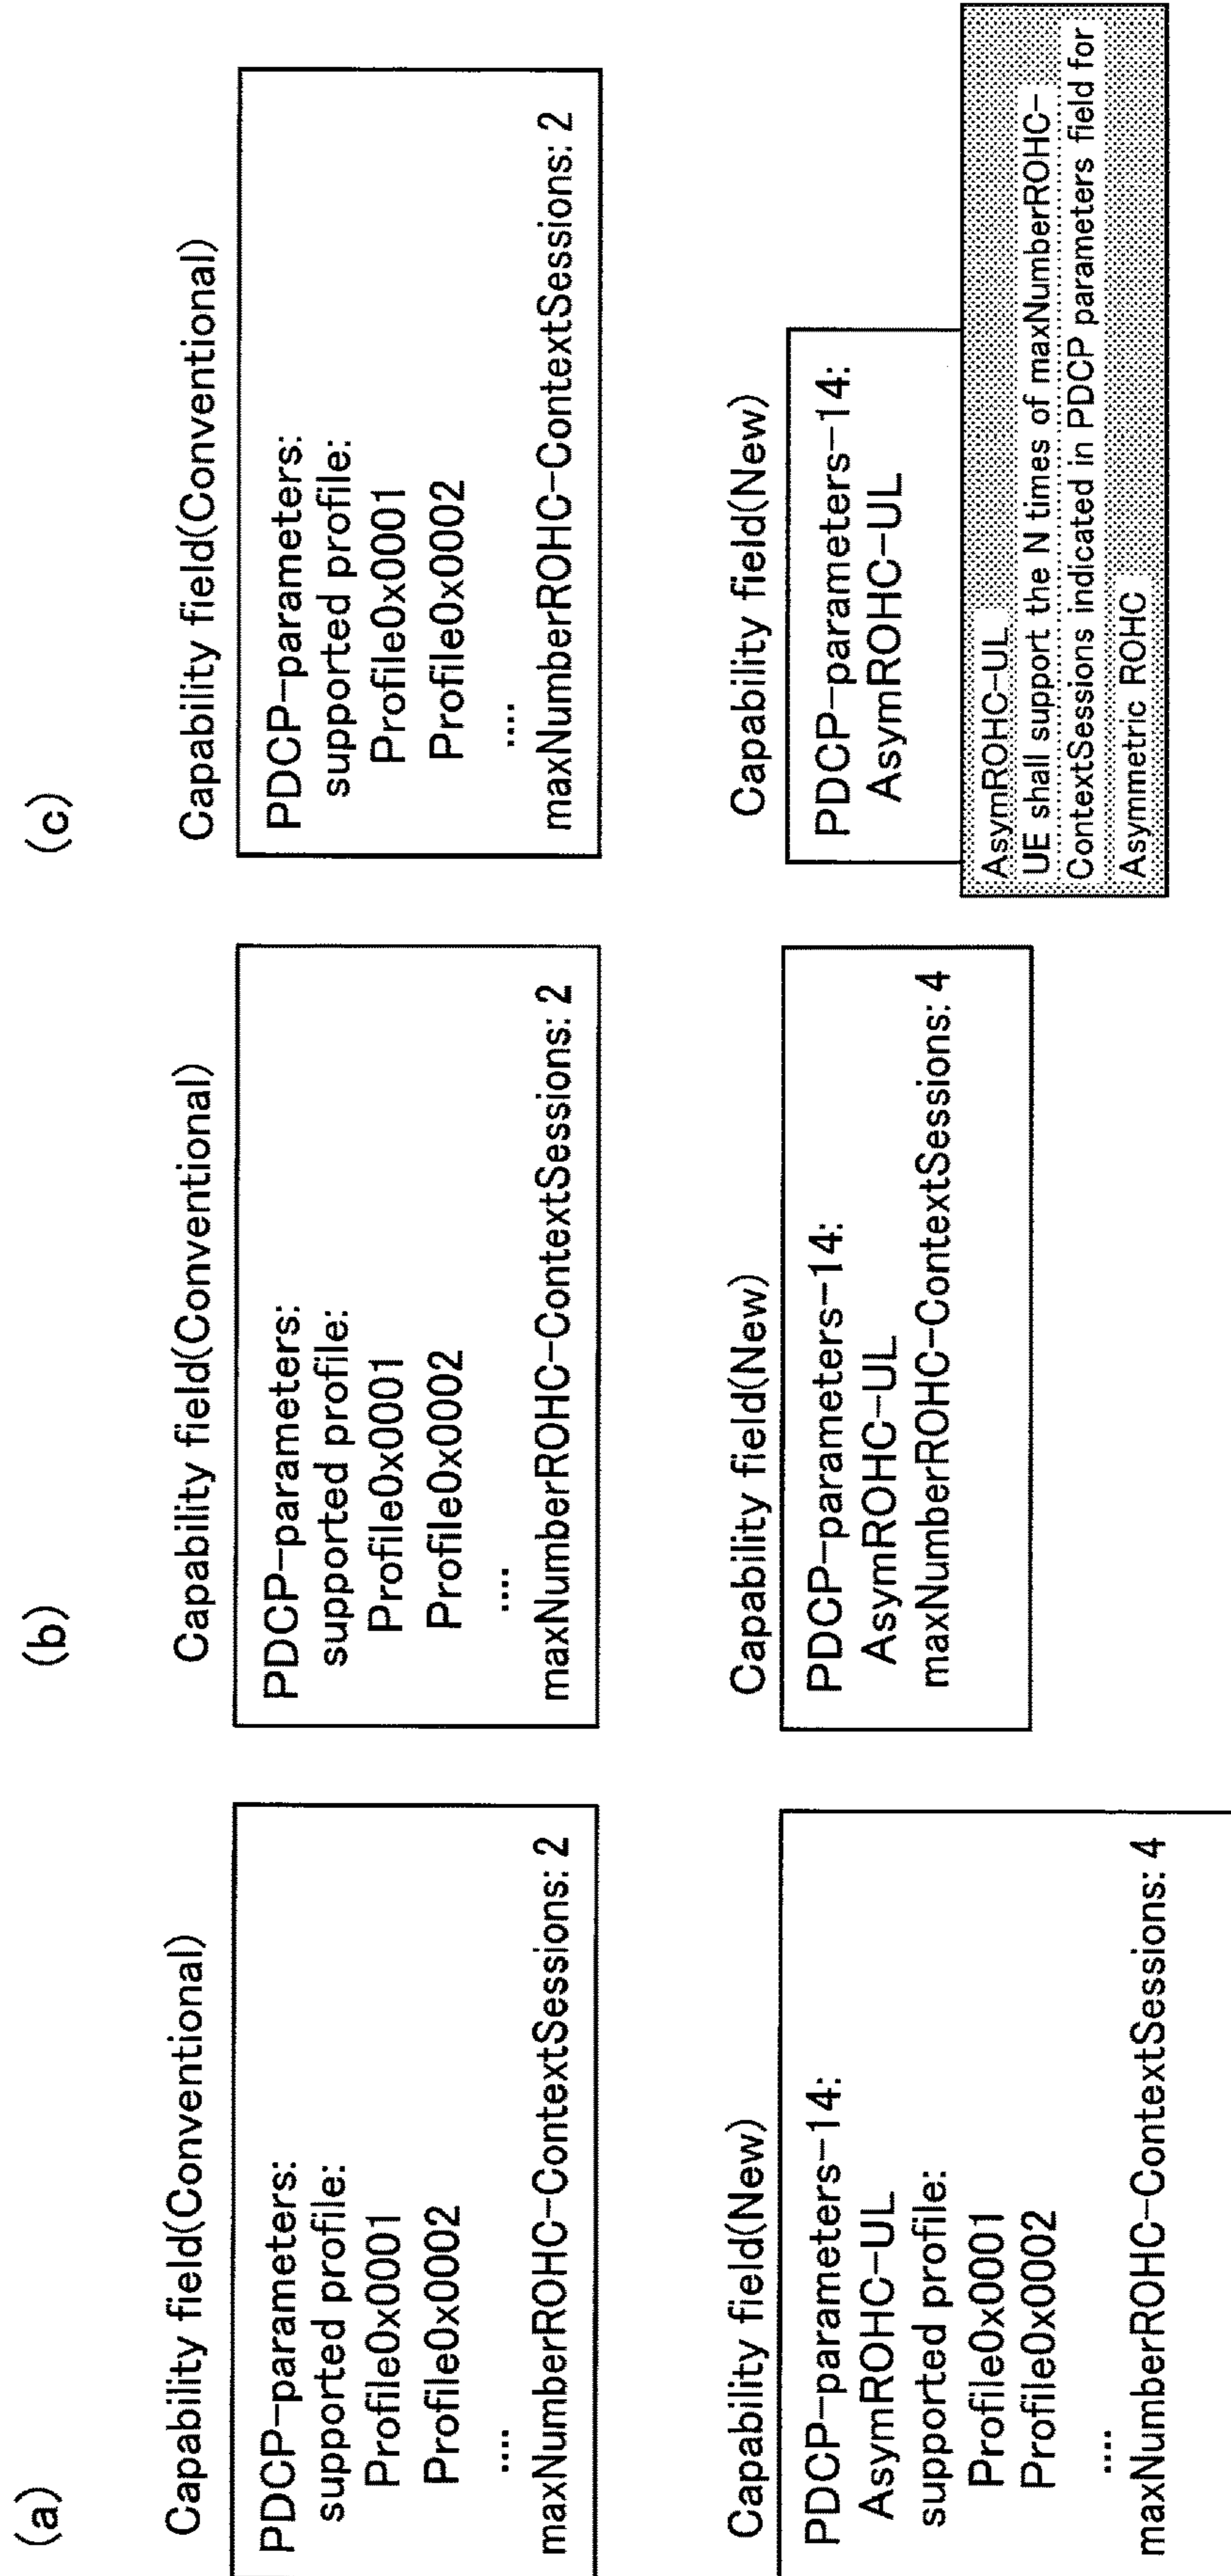 (a)
Capability field(Conventional)
PDCP-parameters:
supported profile:
Profile0x0001
Profile0x0002
....
maxNumberROHC-ContextSessions: 2
Capability field(New)
PDCP-parameters-14:
AsymROHC-UL
supported profile:
Profile0x0001
Profile0x0002
....
maxNumberROHC-ContextSessions: 4
(b)
Capability field(Conventional)
PDCP-parameters:
supported profile:
Profile0x0001
Profile0x0002
....
maxNumberROHC-ContextSessions: 2
Capability field(New)
PDCP-parameters-14:
AsymROHC-UL
maxNumberROHC-ContextSessions: 4
(c)
Capability field(Conventional)
PDCP-parameters:
supported profile:
Profile0x0001
Profile0x0002
....
maxNumberROHC-ContextSessions: 2
Capability field(New)
PDCP-parameters-14:
AsymROHC-UL
AsymROHC-UL
UE shall support the N times of maxNumberROHC-
ContextSessions indicated in PDCP parameters field for
Asymmetric ROHC